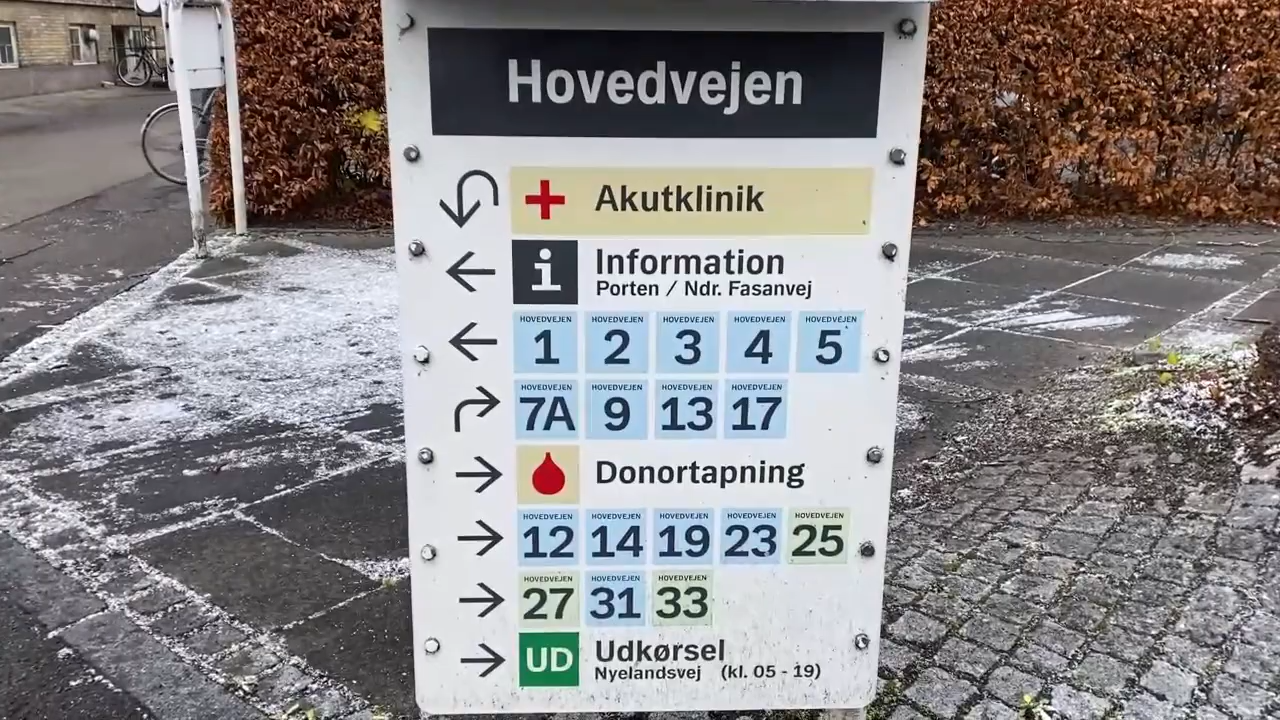 Hovedvejen
Akutklinik
i Information
Porten / Ndr. Fasanvej
HOVEDVEJEN HOVEDVEJEN HOVEDVEJEN HOVEDVEJEN HOVEDVEJEN
1 2 3 4 5
HOVEDVEJEN HOVEDVEJEN HOVEDVEJEN HOVEDVEJEN
7A 9 13 17
Donortapning
HOVEDVEJEN HOVEDVEJEN HOVEDVEJEN HOVEDVEJEN HOVEDVEJEN
12 14 19 23 25
HOVEDVEJEN HOVEDVEJEN HOVEDVEJEN
27 31 33
UD Udkørsel
Nyelandsvej (kl. 05 - 19)